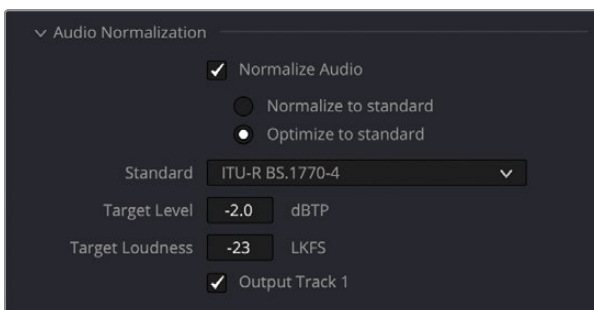 Audio Normalization
Normalize Audio
Normalize to standard
Optimize to standard
Standard ITU-R BS.1770-4
Target Level -2.0 dBTP
Target Loudness -23 LKFS
Output Track 1